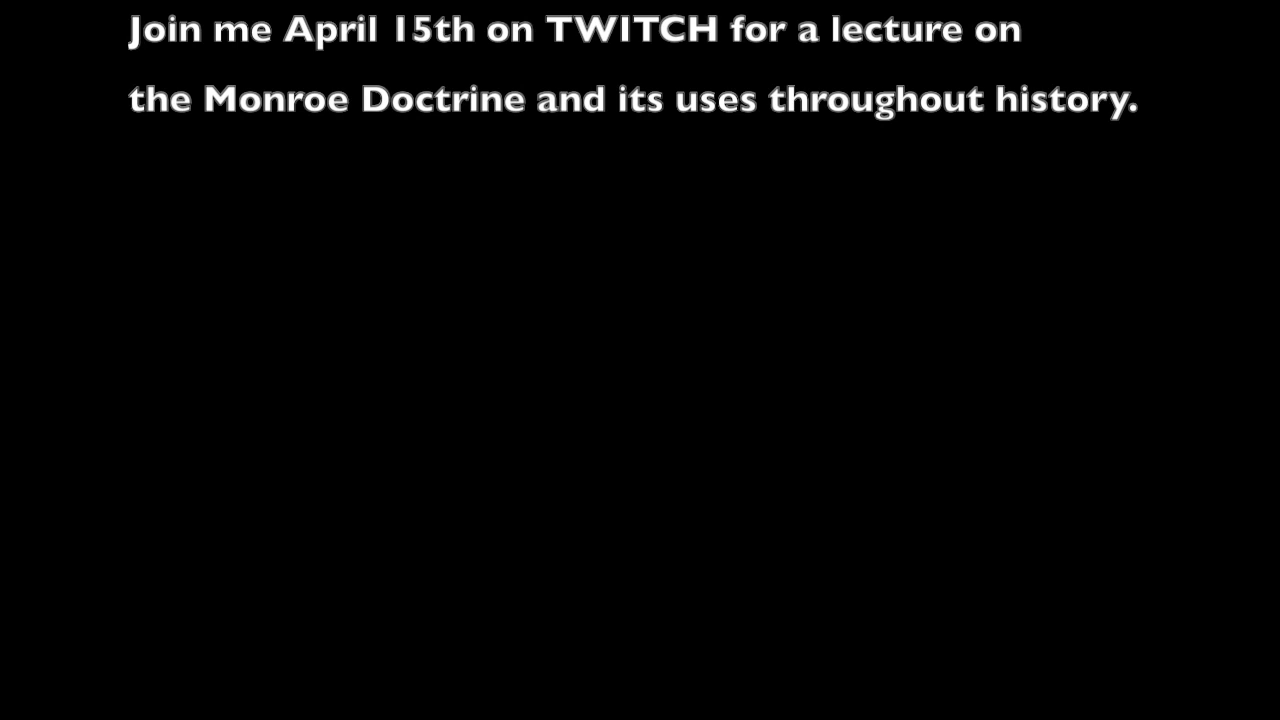 Join me April 15th on TWITCH for a lecture on
the Monroe Doctrine and its uses throughout history.